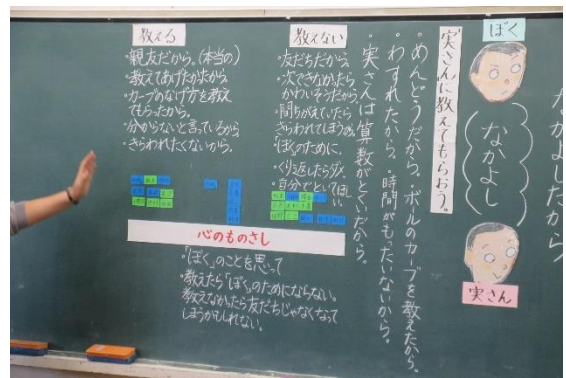 なかよしだから
ぼく
なかよし
実さん
実さんに教えてもらおう。
・めんどうだから。・ボールのカーブを教えたから。
・わすれたから。・時間がもったいないから。
・実さんは算数がとくいだから。
教えない
・友だちだから。
・次できなかったら
かわいそうだから。
・間ちがえていたら
きらわれてしまうから。
・ぼくのために。
・くり返したらダメ。
・自分でといてほしい
教える
・親友だから。(本当の)
・教えてあげたかったから
・カーブのなげ方を教え
てもらったから。
・分からないと言っているから
・きらわれたくないから。
心のものさし
・「ぼく」のことを思って
・教えたら「ぼく」のためにならない。
教えなかったら友だちじゃなくなって
しまうかもしれない。